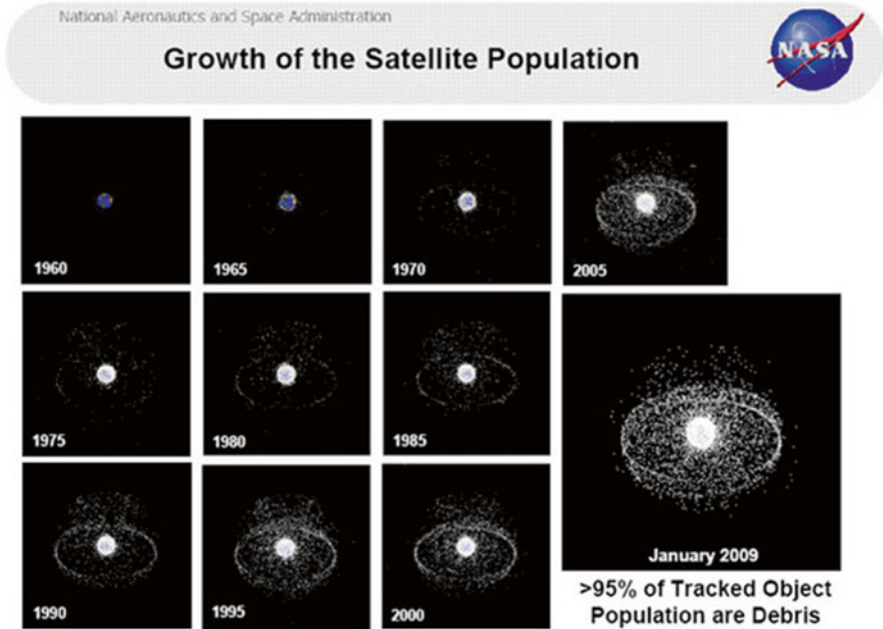 National Aeronautics and Space Administration
Growth of the Satellite Population
NASA
1960
1965
1970
2005
1975
1980
1985
1990
1995
2000
January 2009
>95% of Tracked Object
Population are Debris